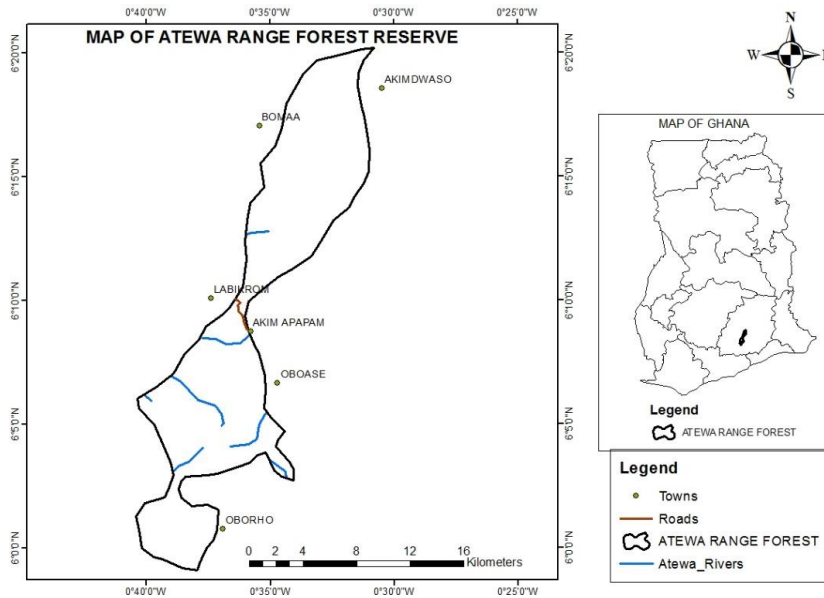 0°40'0"W 0°35'0"W 0°30'0"W 0°25'0"W
MAP OF ATEWA RANGE FOREST RESERVE
6°20'0"N 6°20'0"N
AKIMDWASO
BOMAA
6°15'0"N 6°15'0"N
LABIKROM
6°10'0"N 6°10'0"N
AKIM APAPAM
OBOASE
6°5'0"N 6°5'0"N
OBORHO
6°0'0"N 6°0'0"N
0 2 4 8 12 16
Kilometers
0°40'0"W 0°35'0"W 0°30'0"W 0°25'0"W
N
W E
S
MAP OF GHANA
Legend
ATEWA RANGE FOREST
Legend
Towns
Roads
ATEWA RANGE FOREST
Atewa_Rivers